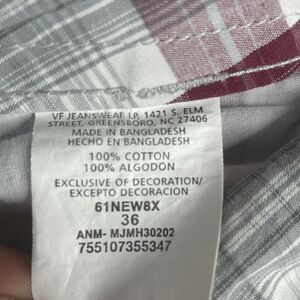 VF JEANSWEAR LP, 1421 S. ELM
STREET, GREENSBORO, NC 27406
MADE IN BANGLADESH
HECHO EN BANGLADESH
100% COTTON
100% ALGODON
EXCLUSIVE OF DECORATION/
EXCEPTO DECORACION
61NEW8X
36
ANM- MJMH30202
755107355347